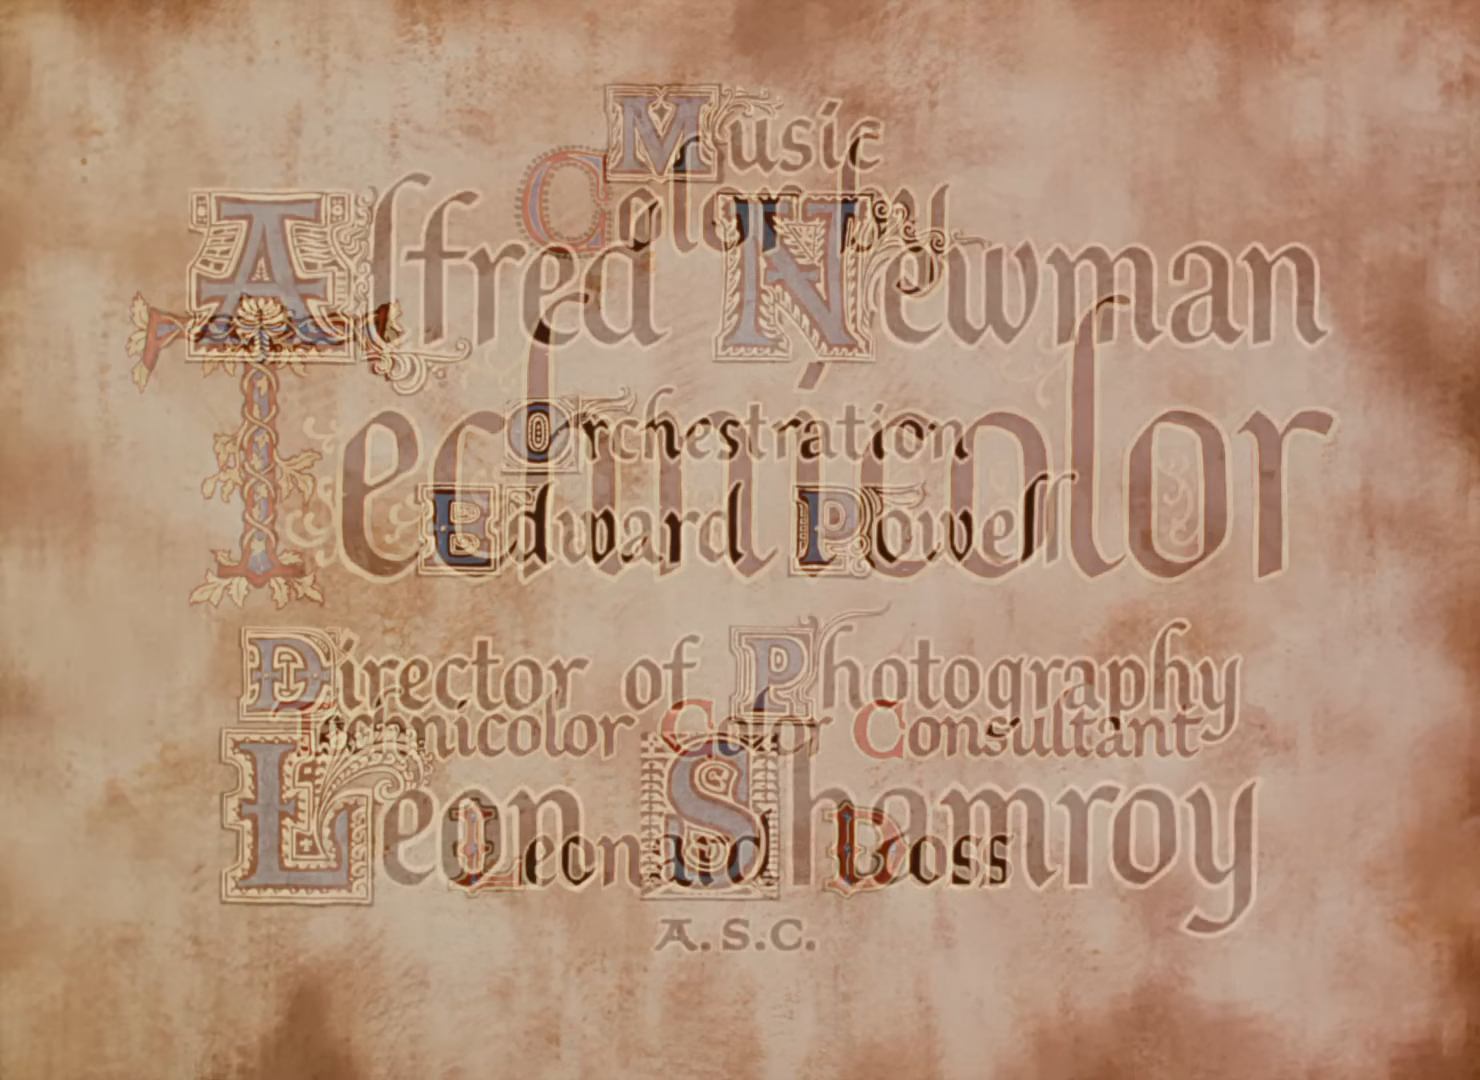 Music
Color by
Alfred Newman
Technicolor
Orchestration
Edward Powell
Director of Photography
Technicolor Color Consultant
Leon Shamroy
Leonard Doss
A.S.C.